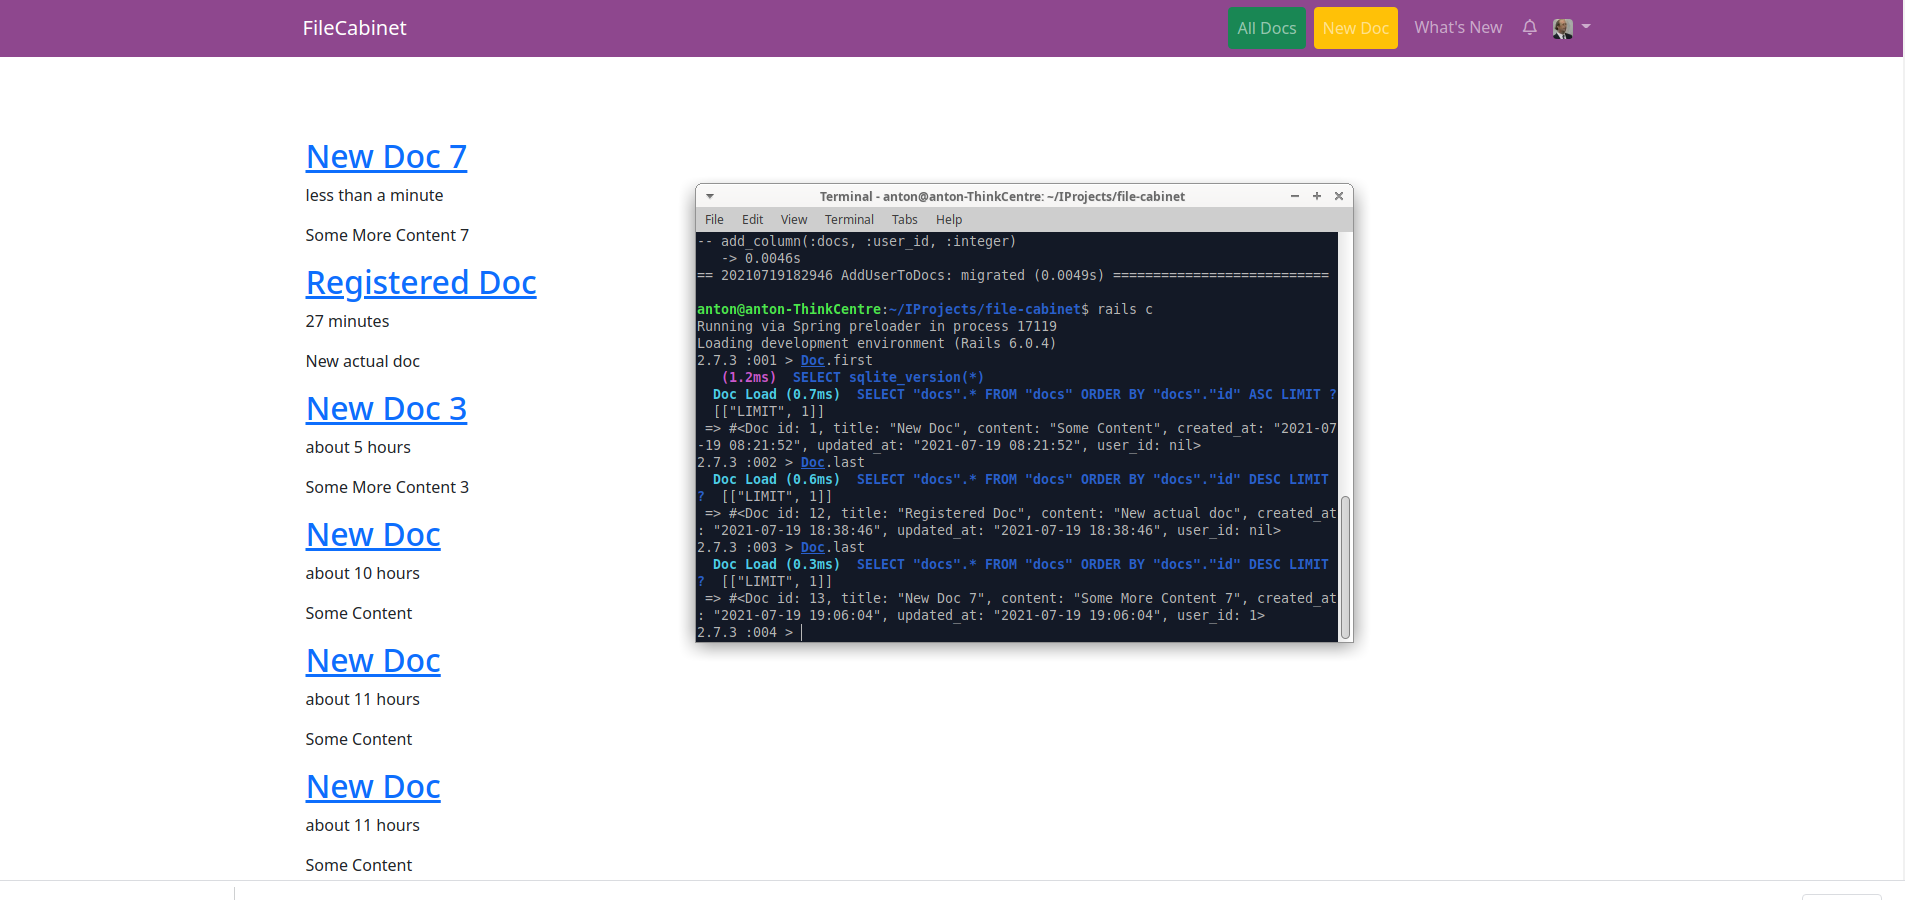 FileCabinet
All Docs
New Doc
What's New
New Doc 7
less than a minute
Some More Content 7
Registered Doc
27 minutes
New actual doc
New Doc 3
about 5 hours
Some More Content 3
New Doc
about 10 hours
Some Content
New Doc
about 11 hours
Some Content
New Doc
about 11 hours
Some Content
Terminal - anton@anton-ThinkCentre: ~/IProjects/file-cabinet
File Edit View Terminal Tabs Help
-- add_column(:docs, :user_id, :integer)
   -> 0.0046s
== 20210719182946 AddUserToDocs: migrated (0.0049s) ===========================
anton@anton-ThinkCentre:~/IProjects/file-cabinet$ rails c
Running via Spring preloader in process 17119
Loading development environment (Rails 6.0.4)
2.7.3 :001 > Doc.first
   (1.2ms)  SELECT sqlite_version(*)
  Doc Load (0.7ms)  SELECT "docs".* FROM "docs" ORDER BY "docs"."id" ASC LIMIT ?
  [["LIMIT", 1]]
 => #<Doc id: 1, title: "New Doc", content: "Some Content", created_at: "2021-07
-19 08:21:52", updated_at: "2021-07-19 08:21:52", user_id: nil>
2.7.3 :002 > Doc.last
  Doc Load (0.6ms)  SELECT "docs".* FROM "docs" ORDER BY "docs"."id" DESC LIMIT
?  [["LIMIT", 1]]
 => #<Doc id: 12, title: "Registered Doc", content: "New actual doc", created_at
: "2021-07-19 18:38:46", updated_at: "2021-07-19 18:38:46", user_id: nil>
2.7.3 :003 > Doc.last
  Doc Load (0.3ms)  SELECT "docs".* FROM "docs" ORDER BY "docs"."id" DESC LIMIT
?  [["LIMIT", 1]]
 => #<Doc id: 13, title: "New Doc 7", content: "Some More Content 7", created_at
: "2021-07-19 19:06:04", updated_at: "2021-07-19 19:06:04", user_id: 1>
2.7.3 :004 >